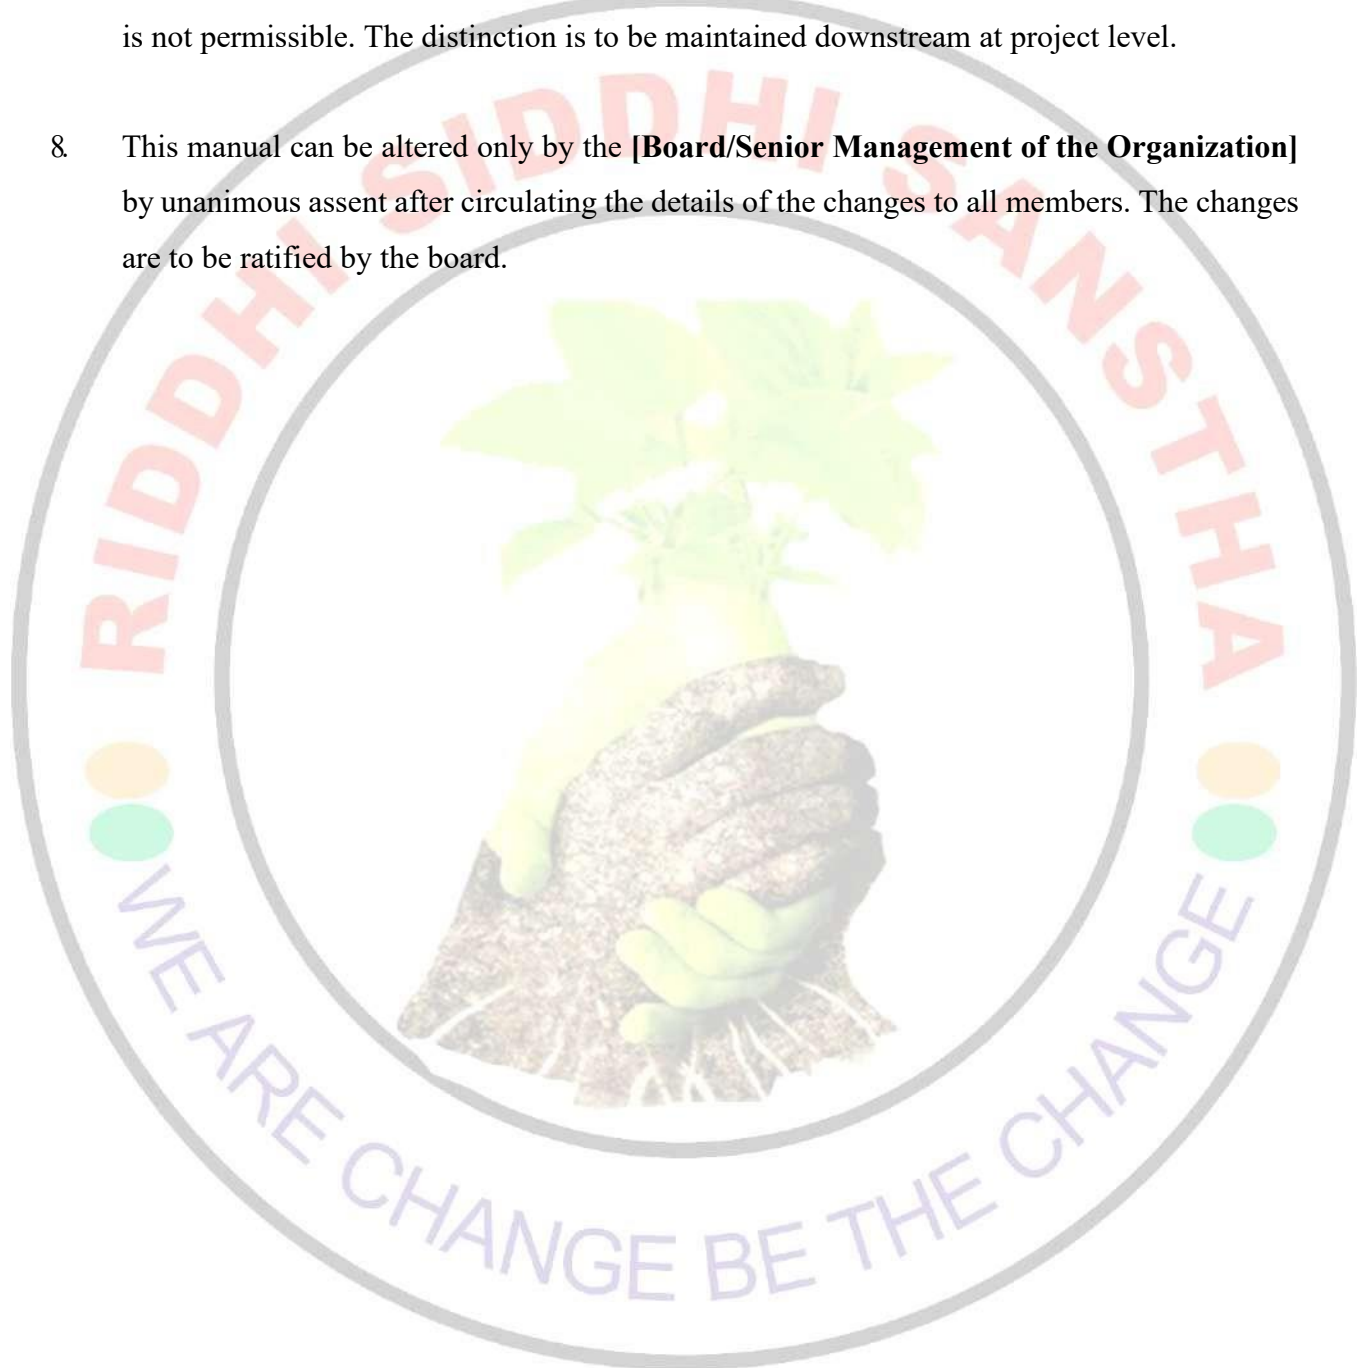 is not permissible. The distinction is to be maintained downstream at project level.
8. This manual can be altered only by the [Board/Senior Management of the Organization]
by unanimous assent after circulating the details of the changes to all members. The changes
are to be ratified by the board.
RIDDHI SIDDHI SANSTHA
WE ARE CHANGE BE THE CHANGE